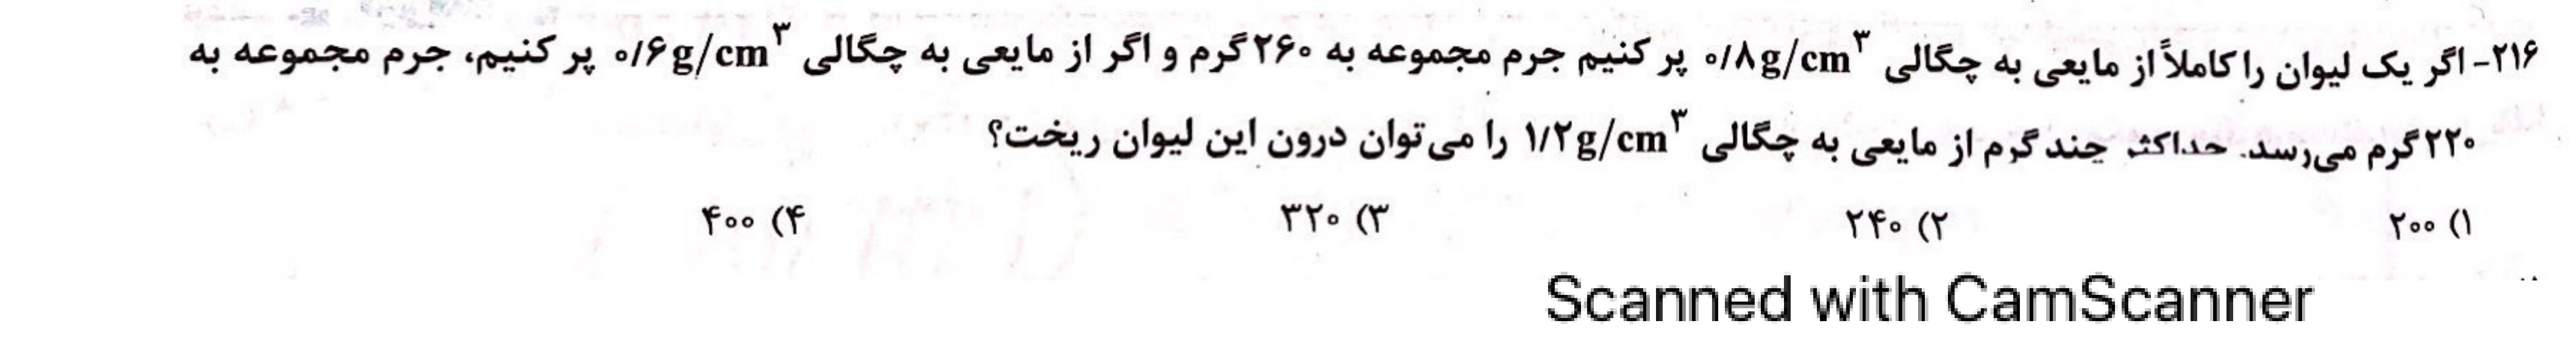 ۲۱۶- اگر یک لیوان را کاملاً از مایعی به چگالی ۰/۸g/cm³ پر کنیم جرم مجموعه به ۲۶۰ گرم و اگر از مایعی به چگالی ۰/۶g/cm³ پر کنیم، جرم مجموعه به
۲۲۰ گرم می‌رسد. حداکثر چند گرم از مایعی به چگالی ۱/۲g/cm³ را می‌توان درون این لیوان ریخت؟
۱) ۲۰۰ ۲) ۲۴۰ ۳) ۳۲۰ ۴) ۴۰۰
Scanned with CamScanner